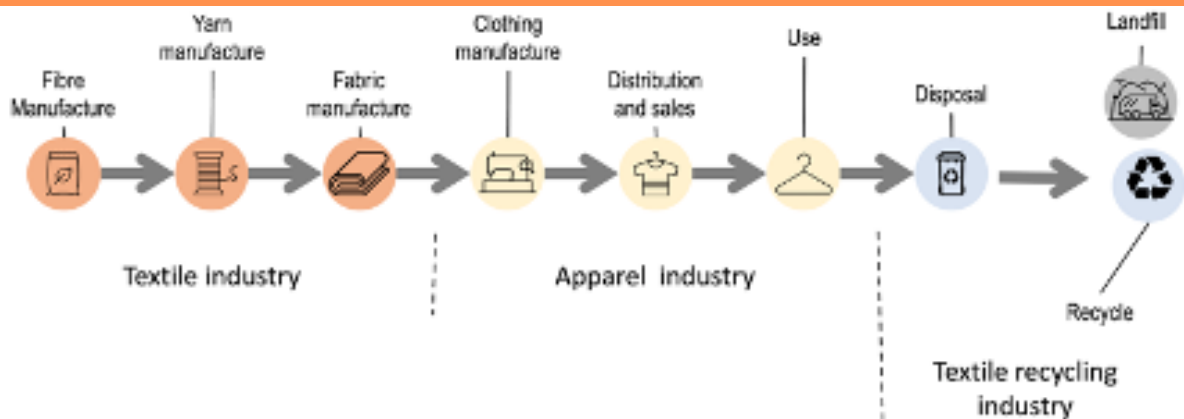 Fibre
Manufacture
Yarn
manufacture
Fabric
manufacture
Clothing
manufacture
Distribution
and sales
Use
Disposal
Landfill
Recycle
Textile industry
Apparel industry
Textile recycling
industry